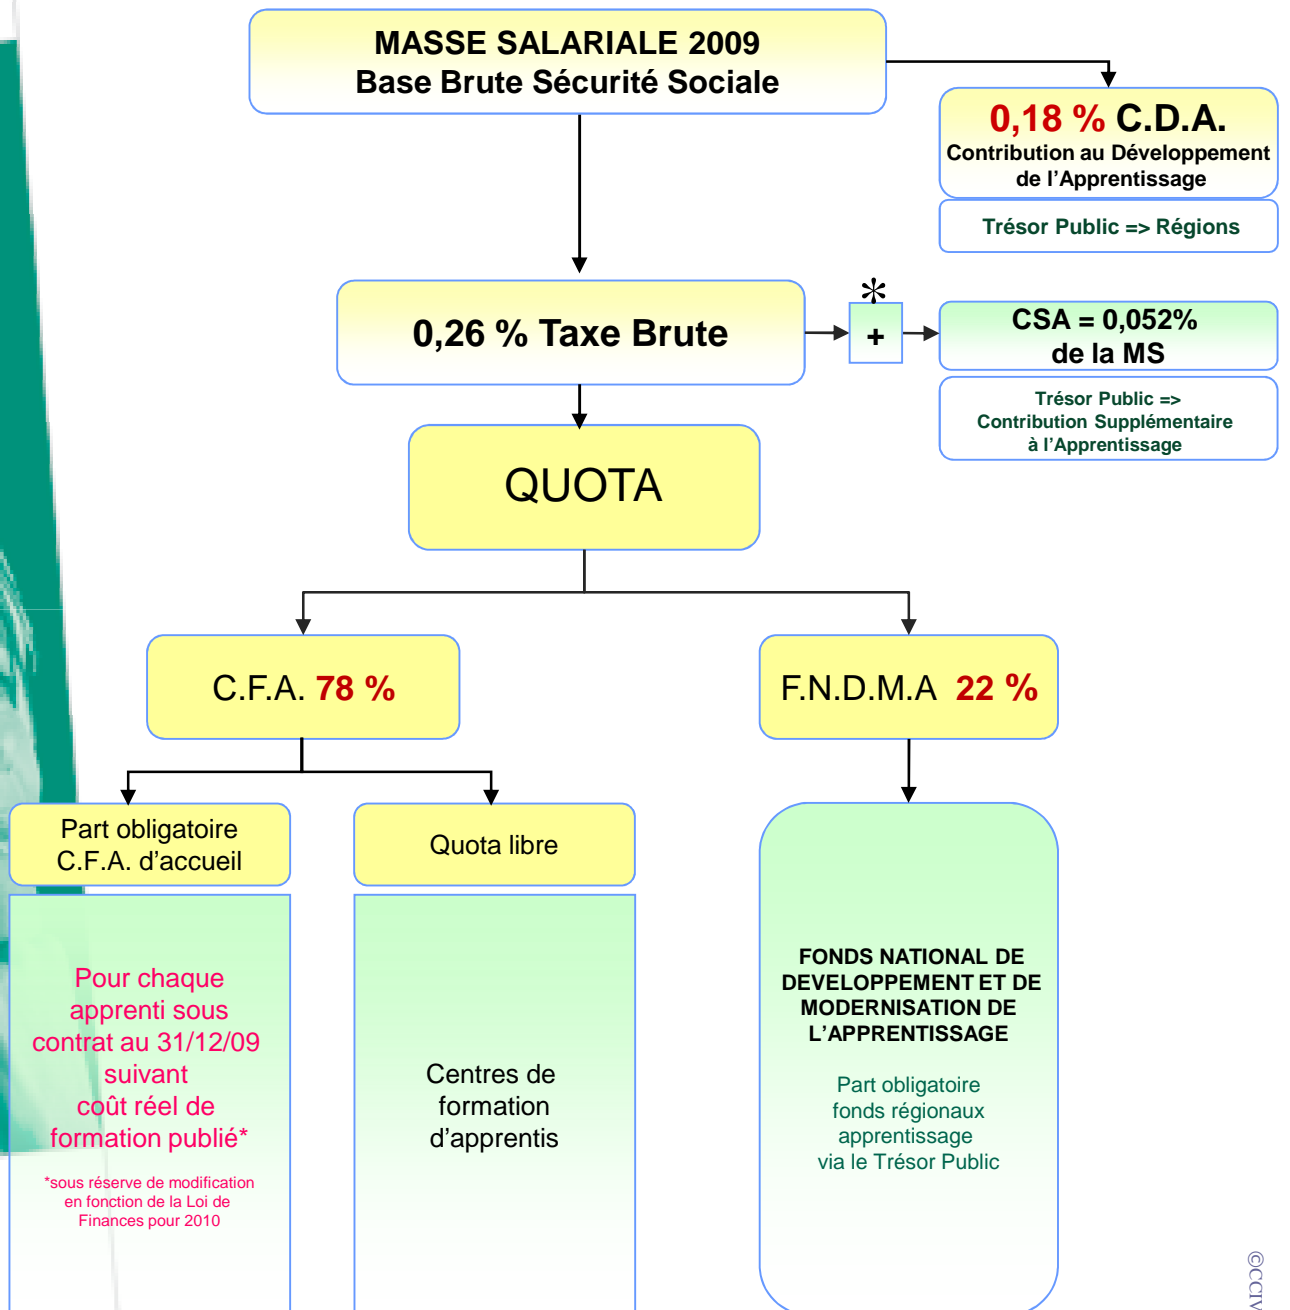 MASSE SALARIALE 2009
Base Brute Sécurité Sociale
0,18 % C.D.A.
Contribution au Développement
de l’Apprentissage
Trésor Public => Régions
0,26 % Taxe Brute
*
+
CSA = 0,052%
de la MS
Trésor Public =>
Contribution Supplémentaire
à l’Apprentissage
QUOTA
C.F.A. 78 %
F.N.D.M.A 22 %
Part obligatoire
C.F.A. d’accueil
Quota libre
Pour chaque
apprenti sous
contrat au 31/12/09
suivant
coût réel de
formation publié*
*sous réserve de modification
en fonction de la Loi de
Finances pour 2010
Centres de
formation
d’apprentis
FONDS NATIONAL DE
DEVELOPPEMENT ET DE
MODERNISATION DE
L’APPRENTISSAGE
Part obligatoire
fonds régionaux
apprentissage
via le Trésor Public
©CCIV